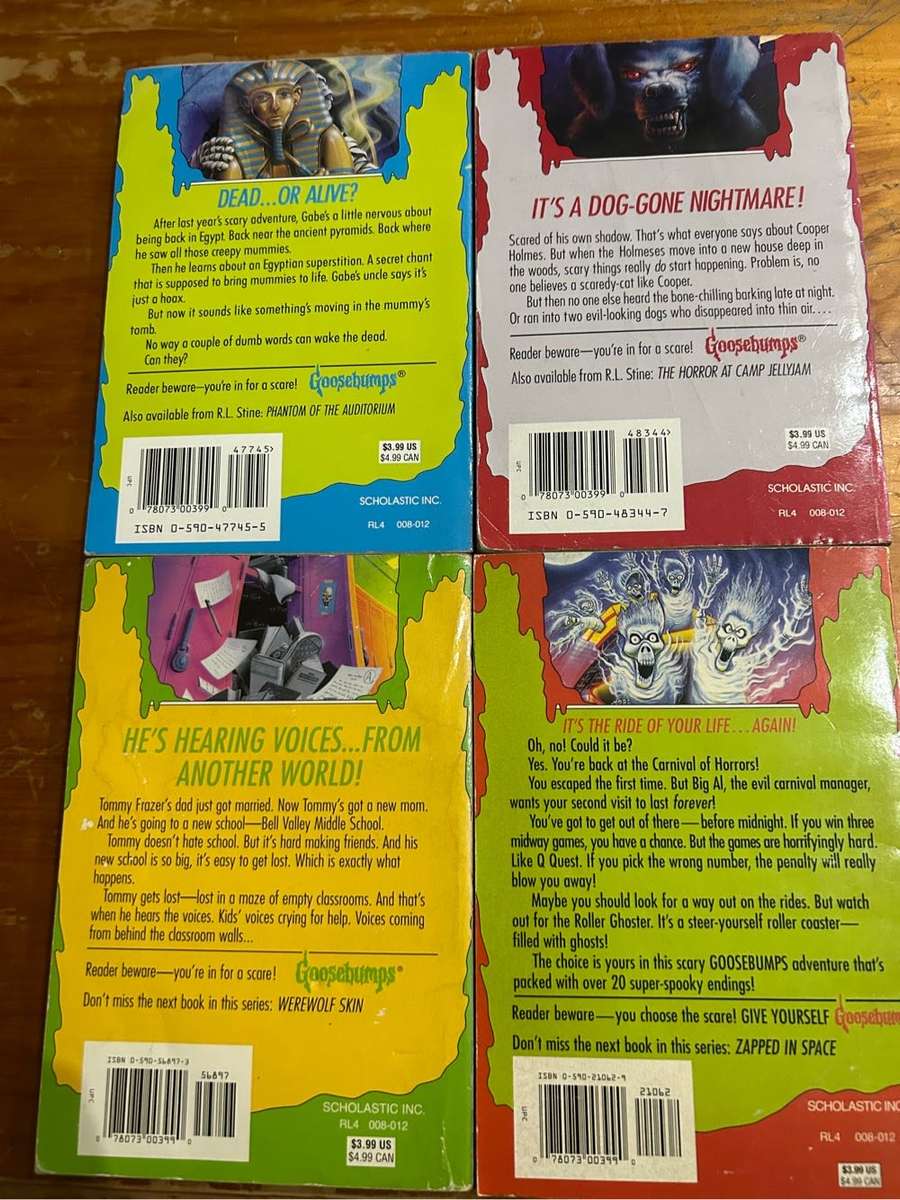 DEAD...OR ALIVE?
After last year's scary adventure, Gabe's a little nervous about
being back in Egypt. Back near the ancient pyramids. Back where
he saw all those creepy mummies.
Then he learns about an Egyptian superstition. A secret chant
that is supposed to bring mummies to life. Gabe's uncle says it's
just a hoax.
But now it sounds like something's moving in the mummy's
tomb.
No way a couple of dumb words can wake the dead.
Can they?
Reader beware—you're in for a scare! Goosebumps®
Also available from R.L. Stine: PHANTOM OF THE AUDITORIUM
47745>
UPC
0 78073 00399 0
ISBN 0-590-47745-5
$3.99 US
$4.99 CAN
SCHOLASTIC INC.
RL4 008-012
IT'S A DOG-GONE NIGHTMARE!
Scared of his own shadow. That's what everyone says about Cooper
Holmes. But when the Holmeses move into a new house deep in
the woods, scary things really do start happening. Problem is, no
one believes a scaredy-cat like Cooper.
But then no one else heard the bone-chilling barking late at night.
Or ran into two evil-looking dogs who disappeared into thin air....
Reader beware—you're in for a scare! Goosebumps®
Also available from R.L. Stine: THE HORROR AT CAMP JELLYJAM
48344>
UPC
0 78073 00399 0
ISBN 0-590-48344-7
$3.99 US
$4.99 CAN
SCHOLASTIC INC.
RL4 008-012
HE'S HEARING VOICES...FROM
ANOTHER WORLD!
Tommy Frazer's dad just got married. Now Tommy's got a new mom.
And he's going to a new school—Bell Valley Middle School.
Tommy doesn't hate school. But it's hard making friends. And his
new school is so big, it's easy to get lost. Which is exactly what
happens.
Tommy gets lost—lost in a maze of empty classrooms. And that's
when he hears the voices. Kids' voices crying for help. Voices coming
from behind the classroom walls...
Reader beware—you're in for a scare! Goosebumps®
Don't miss the next book in this series: WEREWOLF SKIN
ISBN 0-590-56897-3
56897
UPC
0 78073 00399 0
SCHOLASTIC INC.
RL4 008-012
$3.99 US
$4.99 CAN
IT'S THE RIDE OF YOUR LIFE...AGAIN!
Oh, no! Could it be?
Yes. You're back at the Carnival of Horrors!
You escaped the first time. But Big Al, the evil carnival manager,
wants your second visit to last forever!
You've got to get out of there—before midnight. If you win three
midway games, you have a chance. But the games are horrifyingly hard.
Like Q Quest. If you pick the wrong number, the penalty will really
blow you away!
Maybe you should look for a way out on the rides. But watch
out for the Roller Ghoster. It's a steer-yourself roller coaster—
filled with ghosts!
The choice is yours in this scary GOOSEBUMPS adventure that's
packed with over 20 super-spooky endings!
Reader beware—you choose the scare! GIVE YOURSELF Goosebum
Don't miss the next book in this series: ZAPPED IN SPACE
ISBN 0-590-21062-9
21062
UPC
0 78073 00399 0
SCHOLASTIC INC
RL4 008-012
$3.99 US
$4.99 CAN